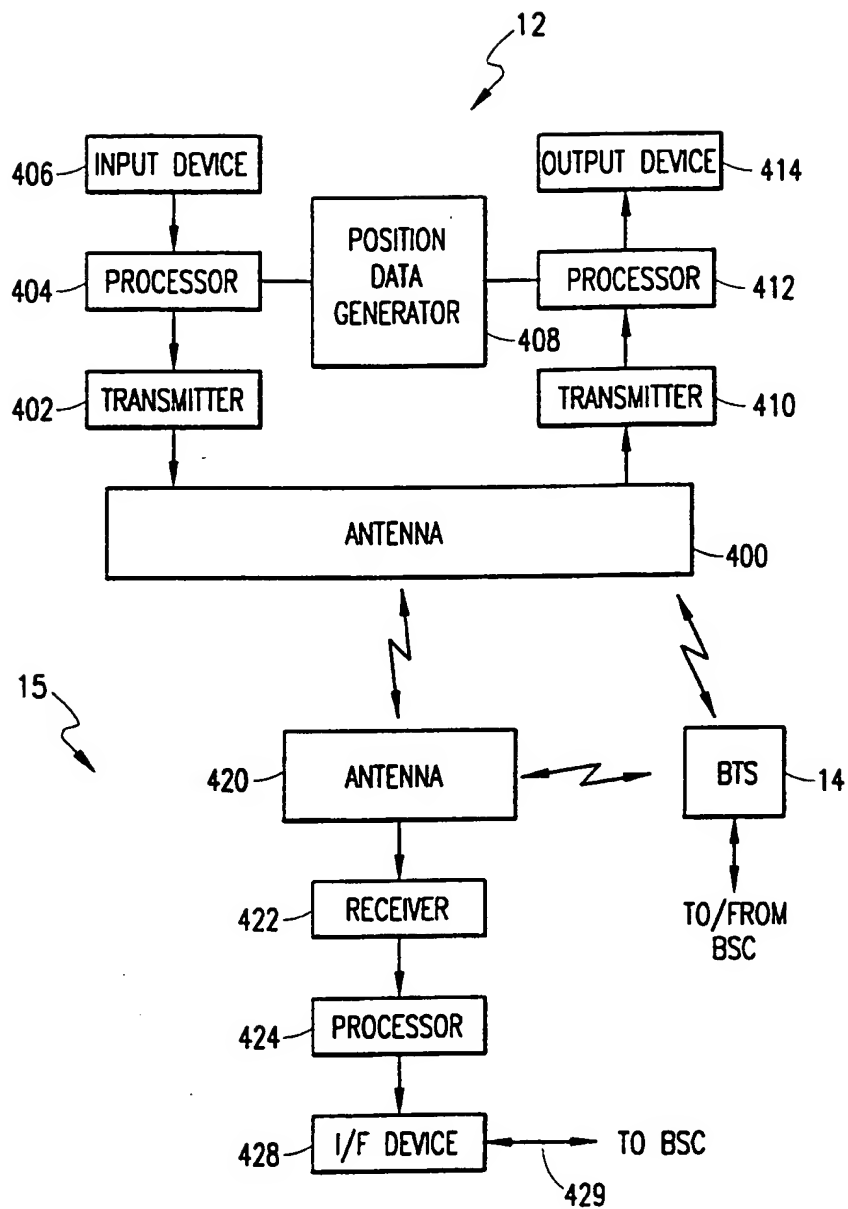 12
INPUT DEVICE
406
OUTPUT DEVICE
414
POSITION
DATA
GENERATOR
408
PROCESSOR
404
PROCESSOR
412
TRANSMITTER
402
TRANSMITTER
410
ANTENNA
400
15
ANTENNA
420
BTS
14
TO/FROM
BSC
RECEIVER
422
PROCESSOR
424
I/F DEVICE
428
TO BSC
429